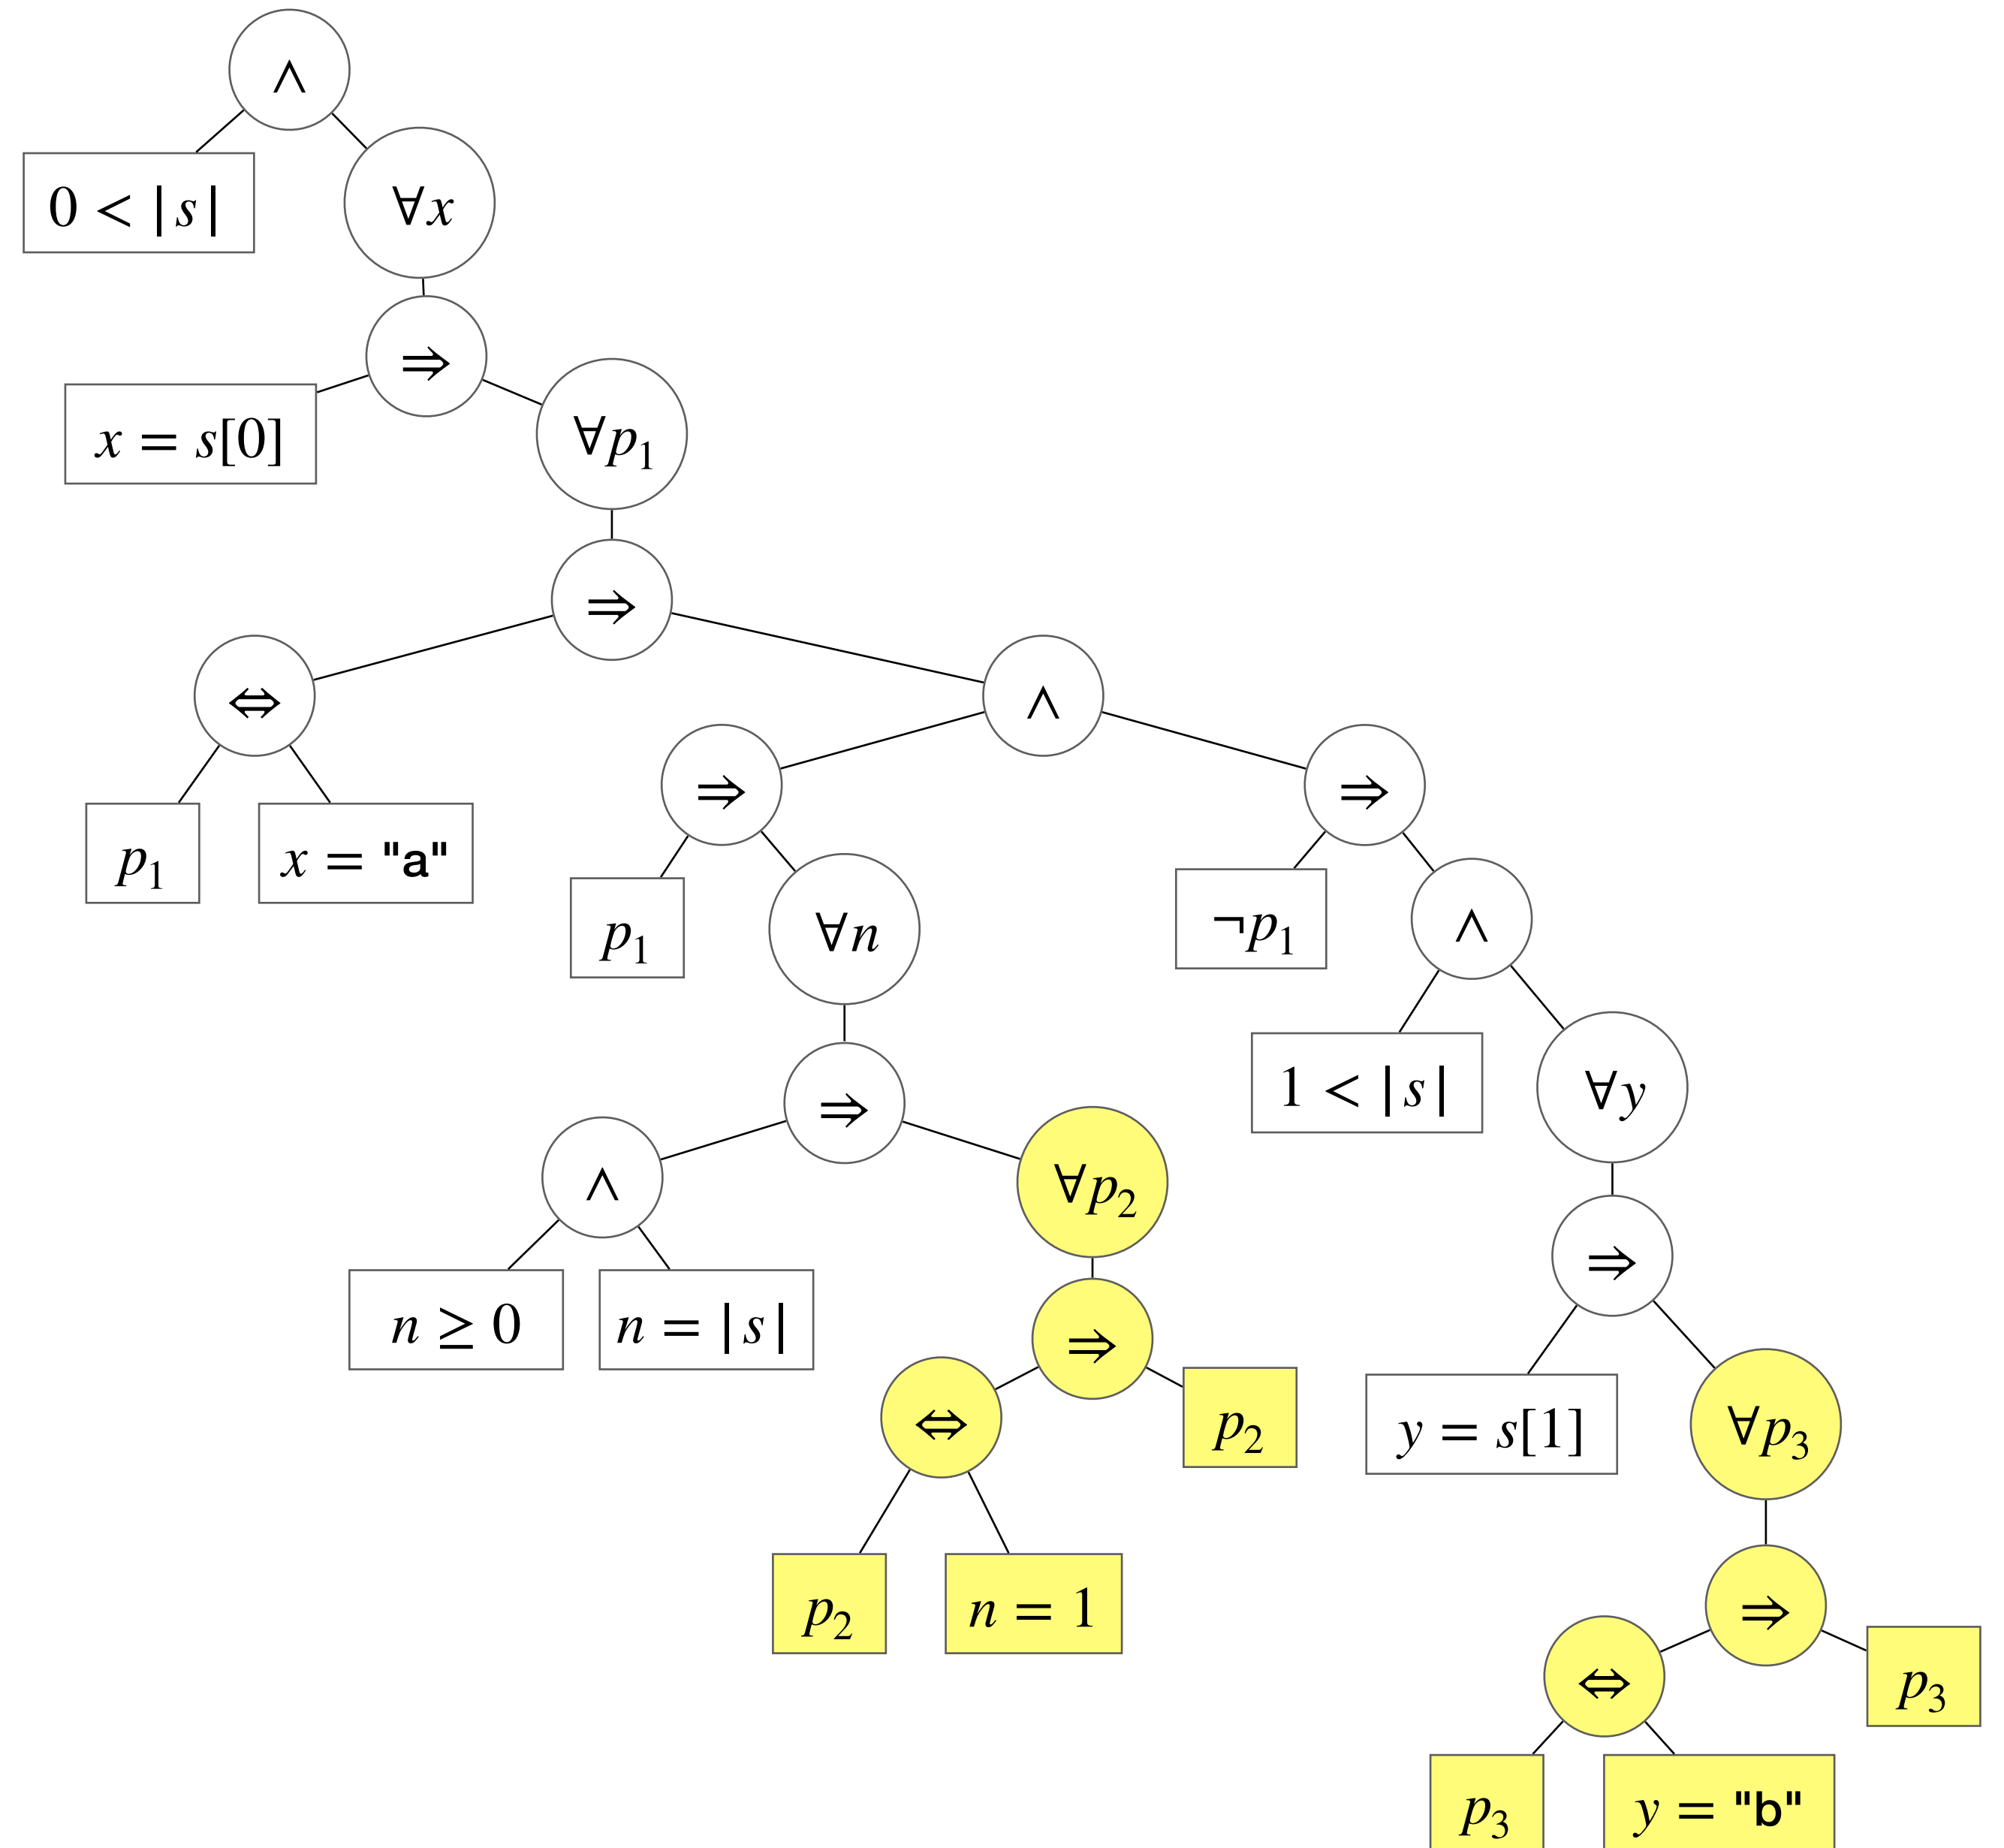 ∧
0 < |s|
∀x
⇒
x = s[0]
∀p₁
⇒
⇔
∧
p₁
x = "a"
⇒
⇒
p₁
∀n
¬p₁
∧
⇒
1 < |s|
∀y
∧
∀p₂
⇒
n ≥ 0
n = |s|
⇒
y = s[1]
∀p₃
⇔
p₂
p₂
n = 1
⇒
⇔
p₃
p₃
y = "b"